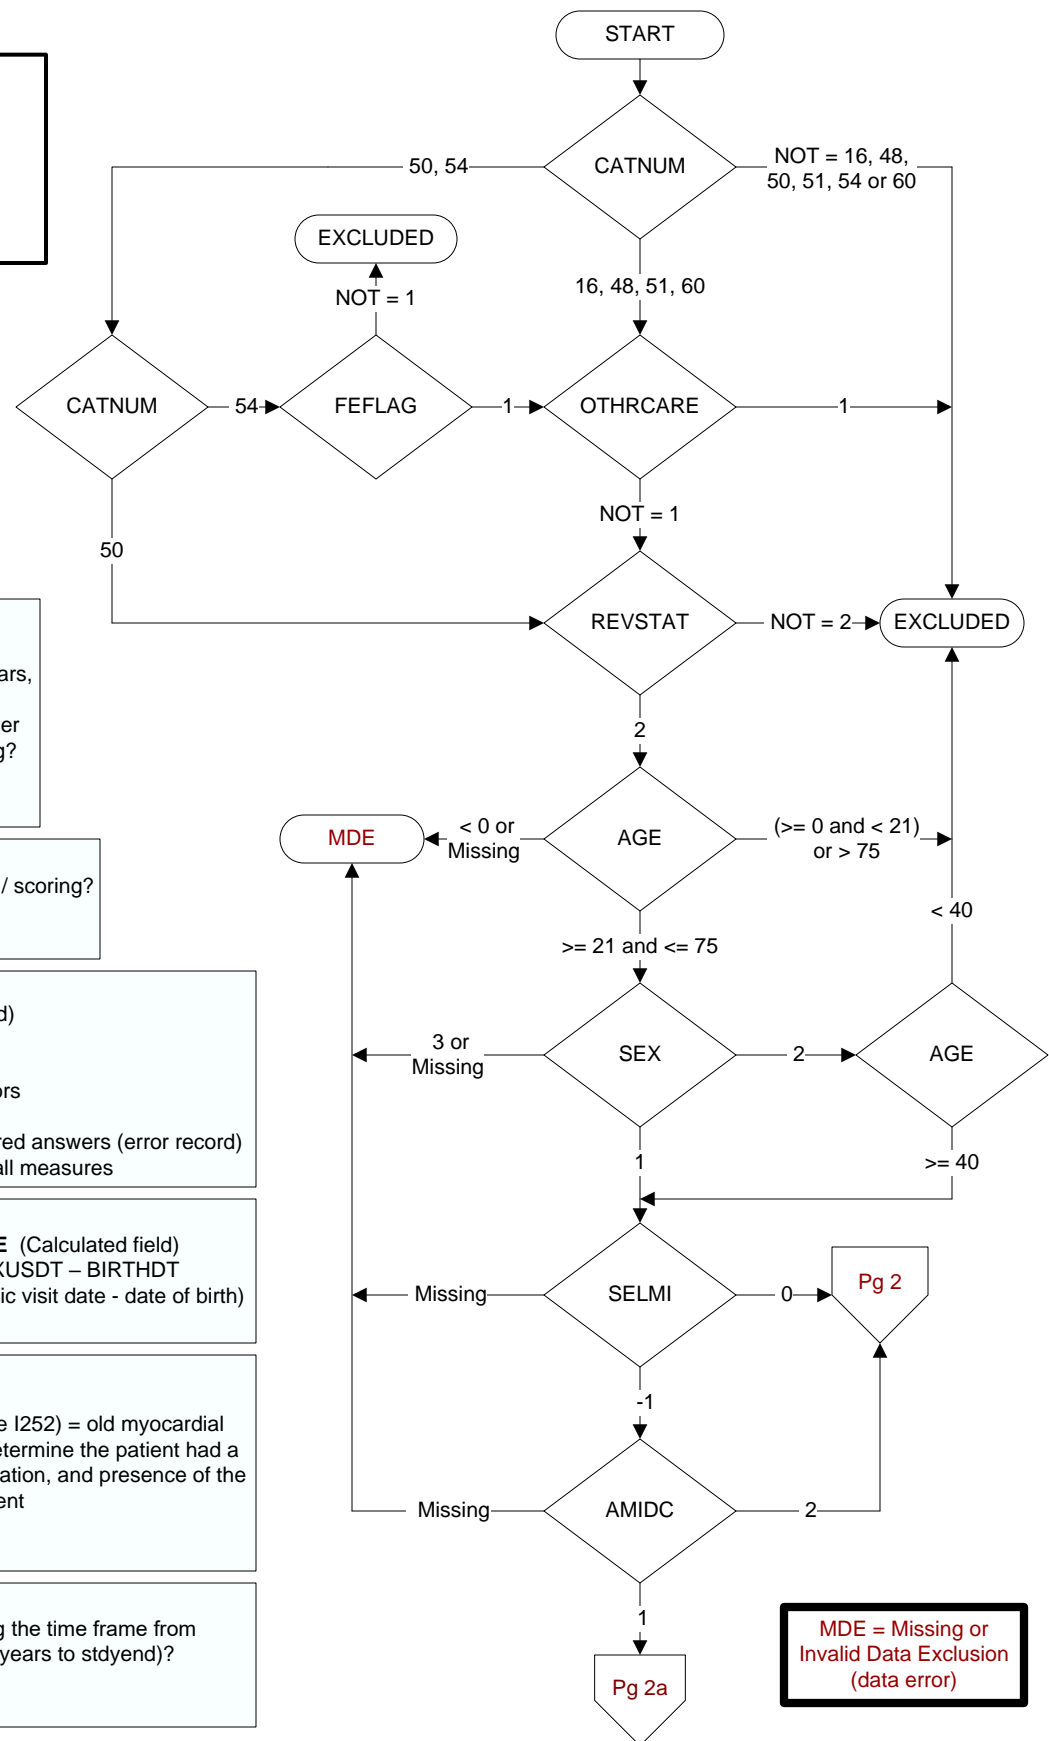 START
CATNUM
50, 54
NOT = 16, 48,
50, 51, 54 or 60
EXCLUDED
NOT = 1
16, 48, 51, 60
CATNUM
54
FEFLAG
1
OTHRCARE
1
NOT = 1
50
REVSTAT
NOT = 2
EXCLUDED
ars,
er
g?
2
MDE
< 0 or
Missing
AGE
(>= 0 and < 21)
or > 75
/ scoring?
< 40
>= 21 and <= 75
d)
ors
red answers (error record)
all measures
3 or
Missing
SEX
2
AGE
1
>= 40
E (Calculated field)
XUSDT – BIRTHDT
ic visit date - date of birth)
Missing
SELMI
0
Pg 2
-1
e I252) = old myocardial
etermine the patient had a
ation, and presence of the
ent
Missing
AMIDC
2
1
g the time frame from
years to stdyend)?
Pg 2a
MDE = Missing or
Invalid Data Exclusion
(data error)